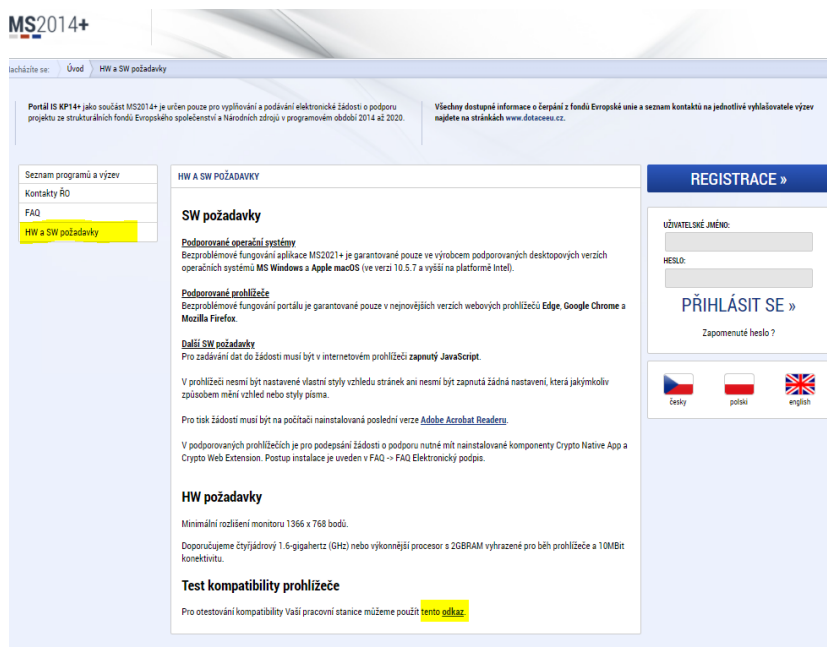 MS2014+
Nacházíte se: Úvod HW a SW požadavky
Portál IS KP14+ jako součást MS2014+ je určen pouze pro vyplňování a podávání elektronické žádosti o podporu
projektu ze strukturálních fondů Evropského společenství a Národních zdrojů v programovém období 2014 až 2020.
Všechny dostupné informace o čerpání z fondů Evropské unie a seznam kontaktů na jednotlivé vyhlašovatele výzev
najdete na stránkách www.dotaceeu.cz.
Seznam programů a výzev
Kontakty ŘO
FAQ
HW a SW požadavky
HW A SW POŽADAVKY
SW požadavky
Podporované operační systémy
Bezproblémové fungování aplikace MS2021+ je garantované pouze ve výrobcem podporovaných desktopových verzích
operačních systémů MS Windows a Apple macOS (ve verzi 10.5.7 a vyšší na platformě Intel).
Podporované prohlížeče
Bezproblémové fungování portálu je garantované pouze v nejnovějších verzích webových prohlížečů Edge, Google Chrome a
Mozilla Firefox.
Další SW požadavky
Pro zadávání dat do žádosti musí být v internetovém prohlížeči zapnutý JavaScript.
V prohlížeči nesmí být nastavené vlastní styly vzhledu stránek ani nesmí být zapnutá žádná nastavení, která jakýmkoliv
způsobem mění vzhled nebo styly písma.
Pro tisk žádostí musí být na počítači nainstalovaná poslední verze Adobe Acrobat Readeru.
V podporovaných prohlížečích je pro podepsání žádosti o podporu nutné mít nainstalované komponenty Crypto Native App a
Crypto Web Extension. Postup instalace je uveden v FAQ -> FAQ Elektronický podpis.
HW požadavky
Minimální rozlišení monitoru 1366 x 768 bodů.
Doporučujeme čtyřjádrový 1.6-gigahertz (GHz) nebo výkonnější procesor s 2GBRAM vyhrazené pro běh prohlížeče a 10MBit
konektivitu.
Test kompatibility prohlížeče
Pro otestování kompatibility Vaší pracovní stanice můžeme použít tento odkaz.
REGISTRACE »
UŽIVATELSKÉ JMÉNO:
HESLO:
PŘIHLÁSIT SE »
Zapomenuté heslo ?
česky polski english